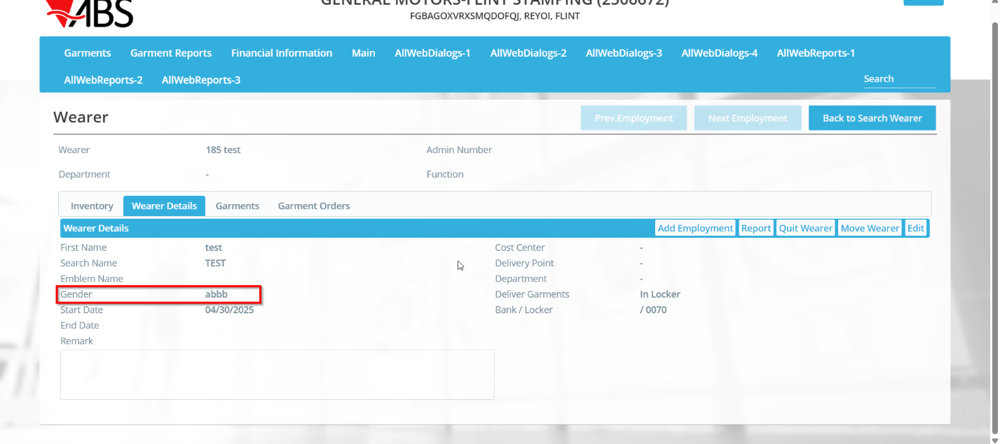 ABS
GENERAL MOTORS-FLINT STAMPING (2506672)
FGBAGOXVRXSMQDOFQJ, REYOI, FLINT
Garments Garment Reports Financial Information Main AllWebDialogs-1 AllWebDialogs-2 AllWebDialogs-3 AllWebDialogs-4 AllWebReports-1
AllWebReports-2 AllWebReports-3 Search
Wearer Prev.Employment Next Employment Back to Search Wearer
Wearer 185 test Admin Number
Department - Function
Inventory Wearer Details Garments Garment Orders
Wearer Details Add Employment Report Quit Wearer Move Wearer Edit
First Name test Cost Center -
Search Name TEST Delivery Point -
Emblem Name Department -
Gender abbb Deliver Garments In Locker
Start Date 04/30/2025 Bank / Locker / 0070
End Date
Remark